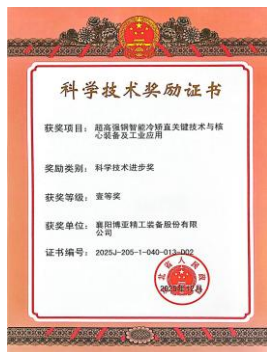 科学技术奖励证书
获奖项目：超高强钢智能冷矫直关键技术与核
心装备及工业应用
奖励类别：科学技术进步奖
获奖等级：壹等奖
获奖单位：襄阳博亚精工装备股份有限
公司
证书编号：2025J-205-1-040-013-D02